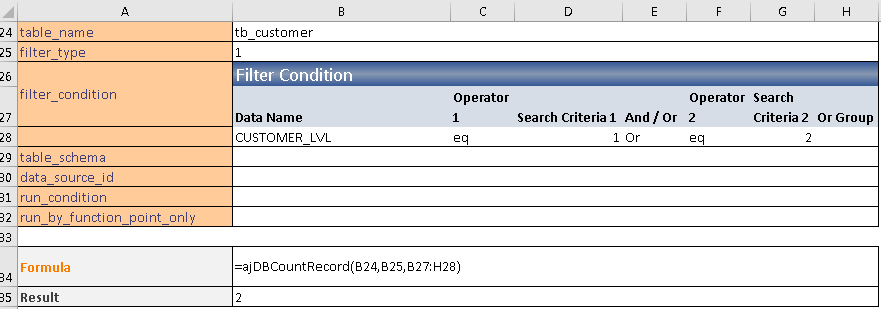 A B C D E F G H
24 table_name tb_customer
25 filter_type 1
26 Filter Condition
filter_condition
Operator Operator Search
27 Data Name 1 Search Criteria 1 And / Or 2 Criteria 2 Or Group
28 CUSTOMER_LVL eq 1 Or eq 2
29 table_schema
30 data_source_id
31 run_condition
32 run_by_function_point_only
33
34 Formula =ajDBCountRecord(B24,B25,B27:H28)
35 Result 2